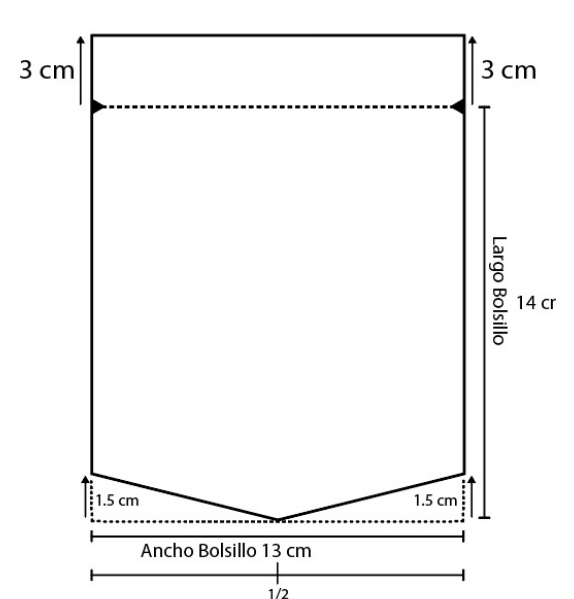 3 cm
3 cm
Largo Bolsillo
14 cr
1.5 cm
1.5 cm
Ancho Bolsillo 13 cm
1/2